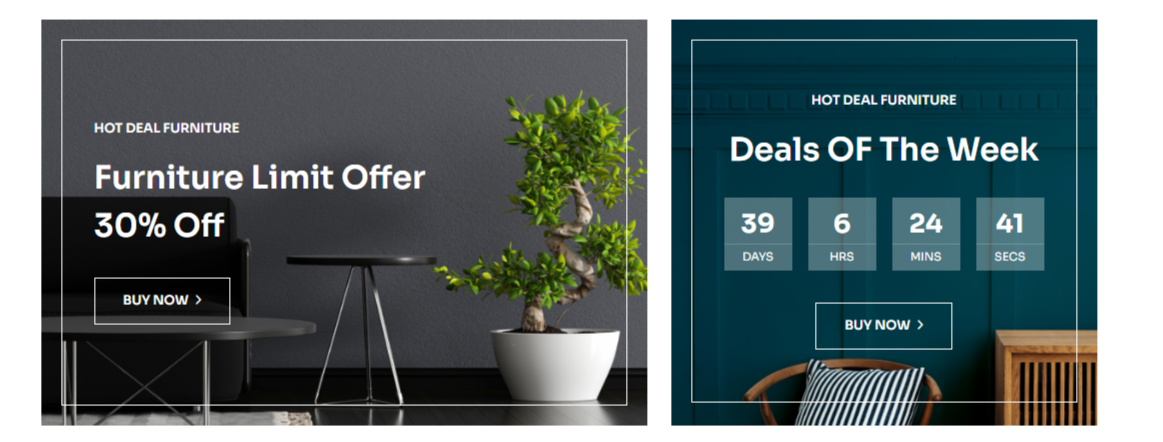 HOT DEAL FURNITURE
Furniture Limit Offer
30% Off
BUY NOW
HOT DEAL FURNITURE
Deals OF The Week
39 6 24 41
DAYS HRS MINS SECS
BUY NOW